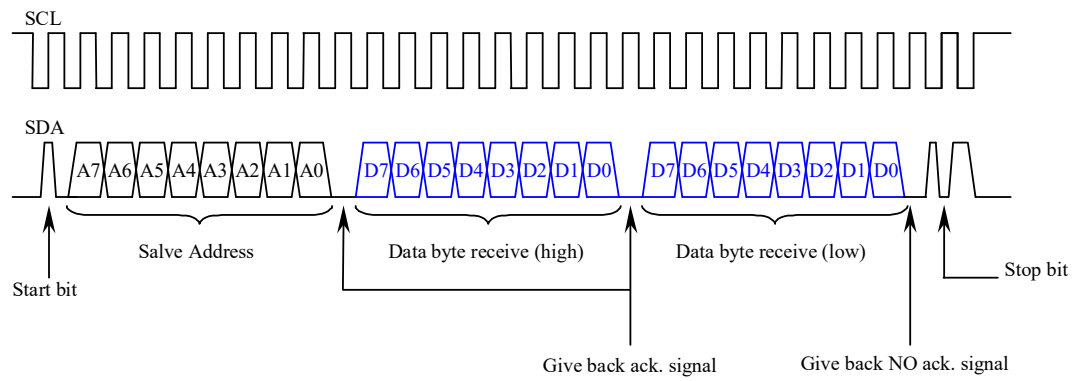 SCL
SDA
A7 A6 A5 A4 A3 A2 A1 A0 D7 D6 D5 D4 D3 D2 D1 D0 D7 D6 D5 D4 D3 D2 D1 D0
Salve Address
Data byte receive (high)
Data byte receive (low)
Start bit
Stop bit
Give back ack. signal
Give back NO ack. signal